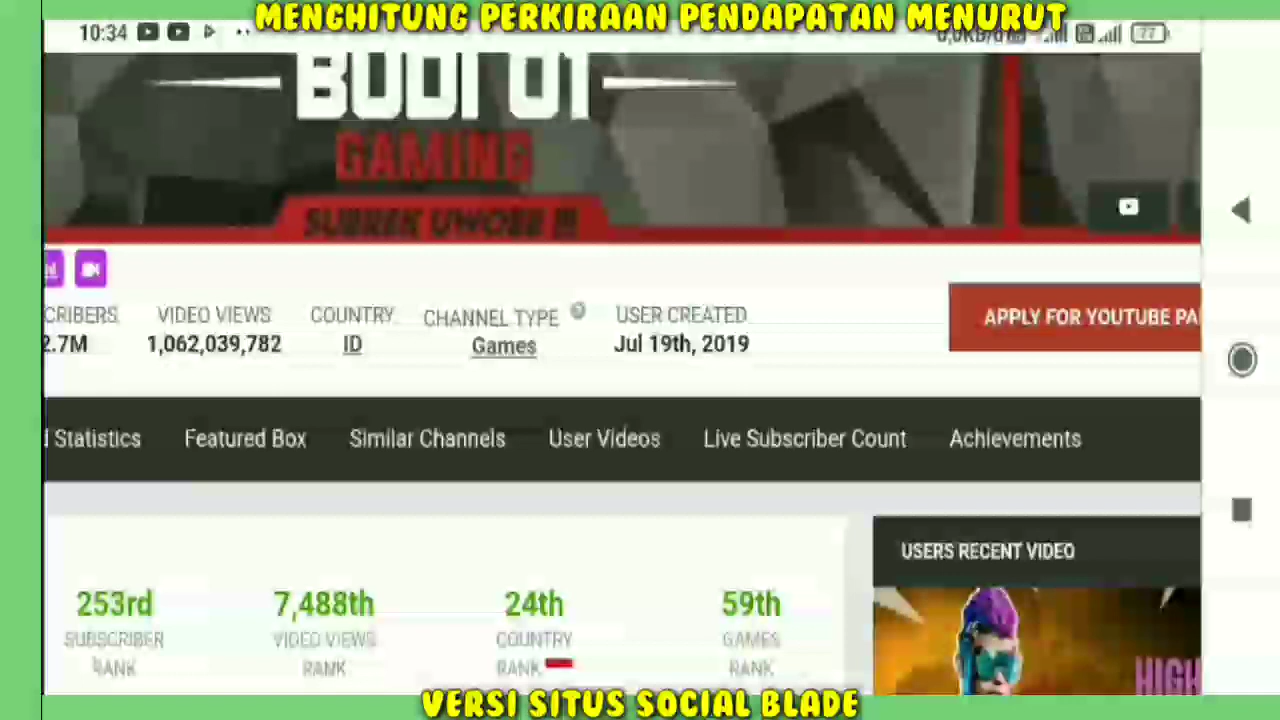 MENGHITUNG PERKIRAAN PENDAPATAN MENURUT
10:34
77
BUDI 01
GAMING
SUBREK UWOEE !!!
CRIBERS VIDEO VIEWS COUNTRY CHANNEL TYPE USER CREATED
2.7M 1,062,039,782 ID Games Jul 19th, 2019
APPLY FOR YOUTUBE PA
Statistics Featured Box Similar Channels User Videos Live Subscriber Count Achievements
USERS RECENT VIDEO
253rd 7,488th 24th 59th
SUBSCRIBER VIDEO VIEWS COUNTRY GAMES
RANK RANK RANK RANK
HIGH
VERSI SITUS SOCIAL BLADE